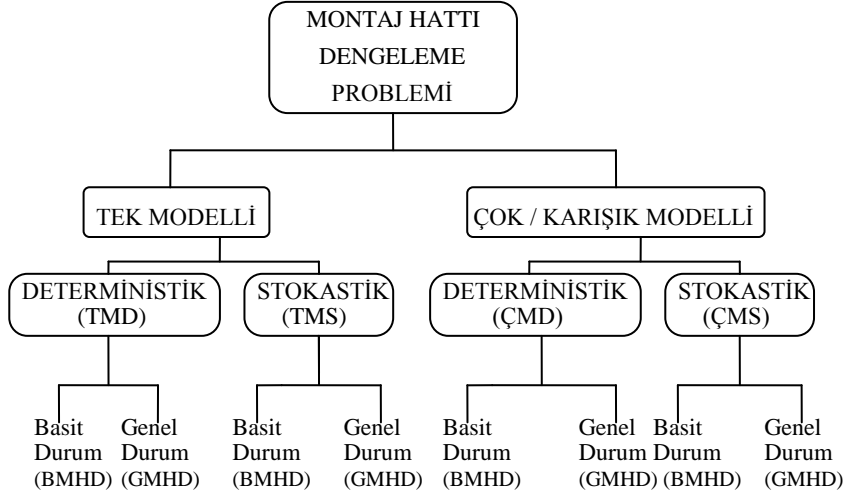 MONTAJ HATTI
DENGELEME
PROBLEMİ
TEK MODELLİ
ÇOK / KARIŞIK MODELLİ
DETERMİNİSTİK
(TMD)
STOKASTİK
(TMS)
DETERMİNİSTİK
(ÇMD)
STOKASTİK
(ÇMS)
Basit
Durum
(BMHD)
Genel
Durum
(GMHD)
Basit
Durum
(BMHD)
Genel
Durum
(GMHD)
Basit
Durum
(BMHD)
Genel
Durum
(GMHD)
Basit
Durum
(BMHD)
Genel
Durum
(GMHD)